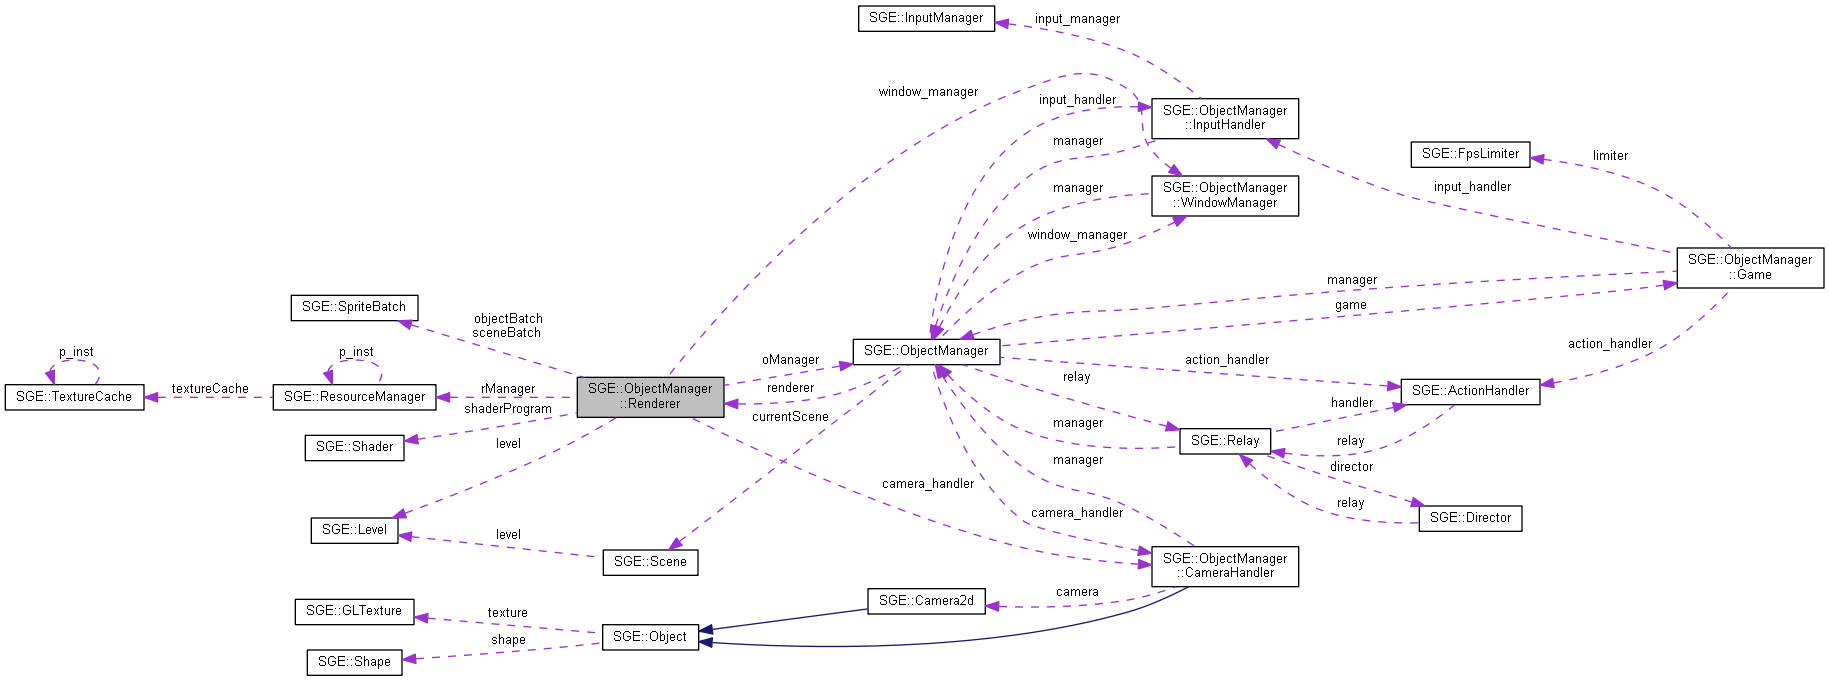 SGE::InputManager
input_manager
window_manager
input_handler
SGE::ObjectManager
::InputHandler
manager
SGE::FpsLimiter
limiter
manager
SGE::ObjectManager
::WindowManager
input_handler
window_manager
SGE::ObjectManager
::Game
manager
game
SGE::SpriteBatch
objectBatch
sceneBatch
p_inst
p_inst
SGE::ObjectManager
action_handler
action_handler
oManager
relay
SGE::TextureCache
textureCache
SGE::ResourceManager
rManager
SGE::ObjectManager
::Renderer
renderer
SGE::ActionHandler
shaderProgram
currentScene
handler
manager
SGE::Shader
level
SGE::Relay
relay
manager
director
camera_handler
relay
camera_handler
SGE::Director
SGE::Level
level
SGE::Scene
SGE::ObjectManager
::CameraHandler
camera
SGE::Camera2d
SGE::GLTexture
texture
SGE::Object
shape
SGE::Shape